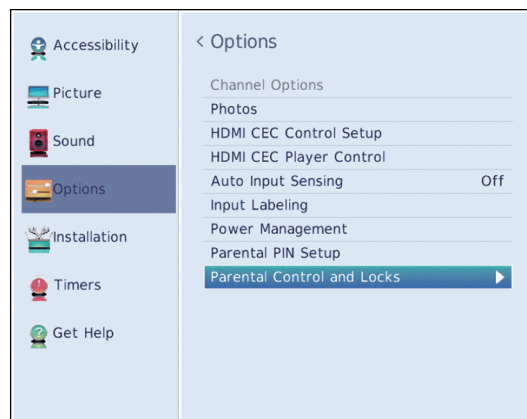 Accessibility
Picture
Sound
Options
Installation
Timers
Get Help
< Options
Channel Options
Photos
HDMI CEC Control Setup
HDMI CEC Player Control
Auto Input Sensing Off
Input Labeling
Power Management
Parental PIN Setup
Parental Control and Locks